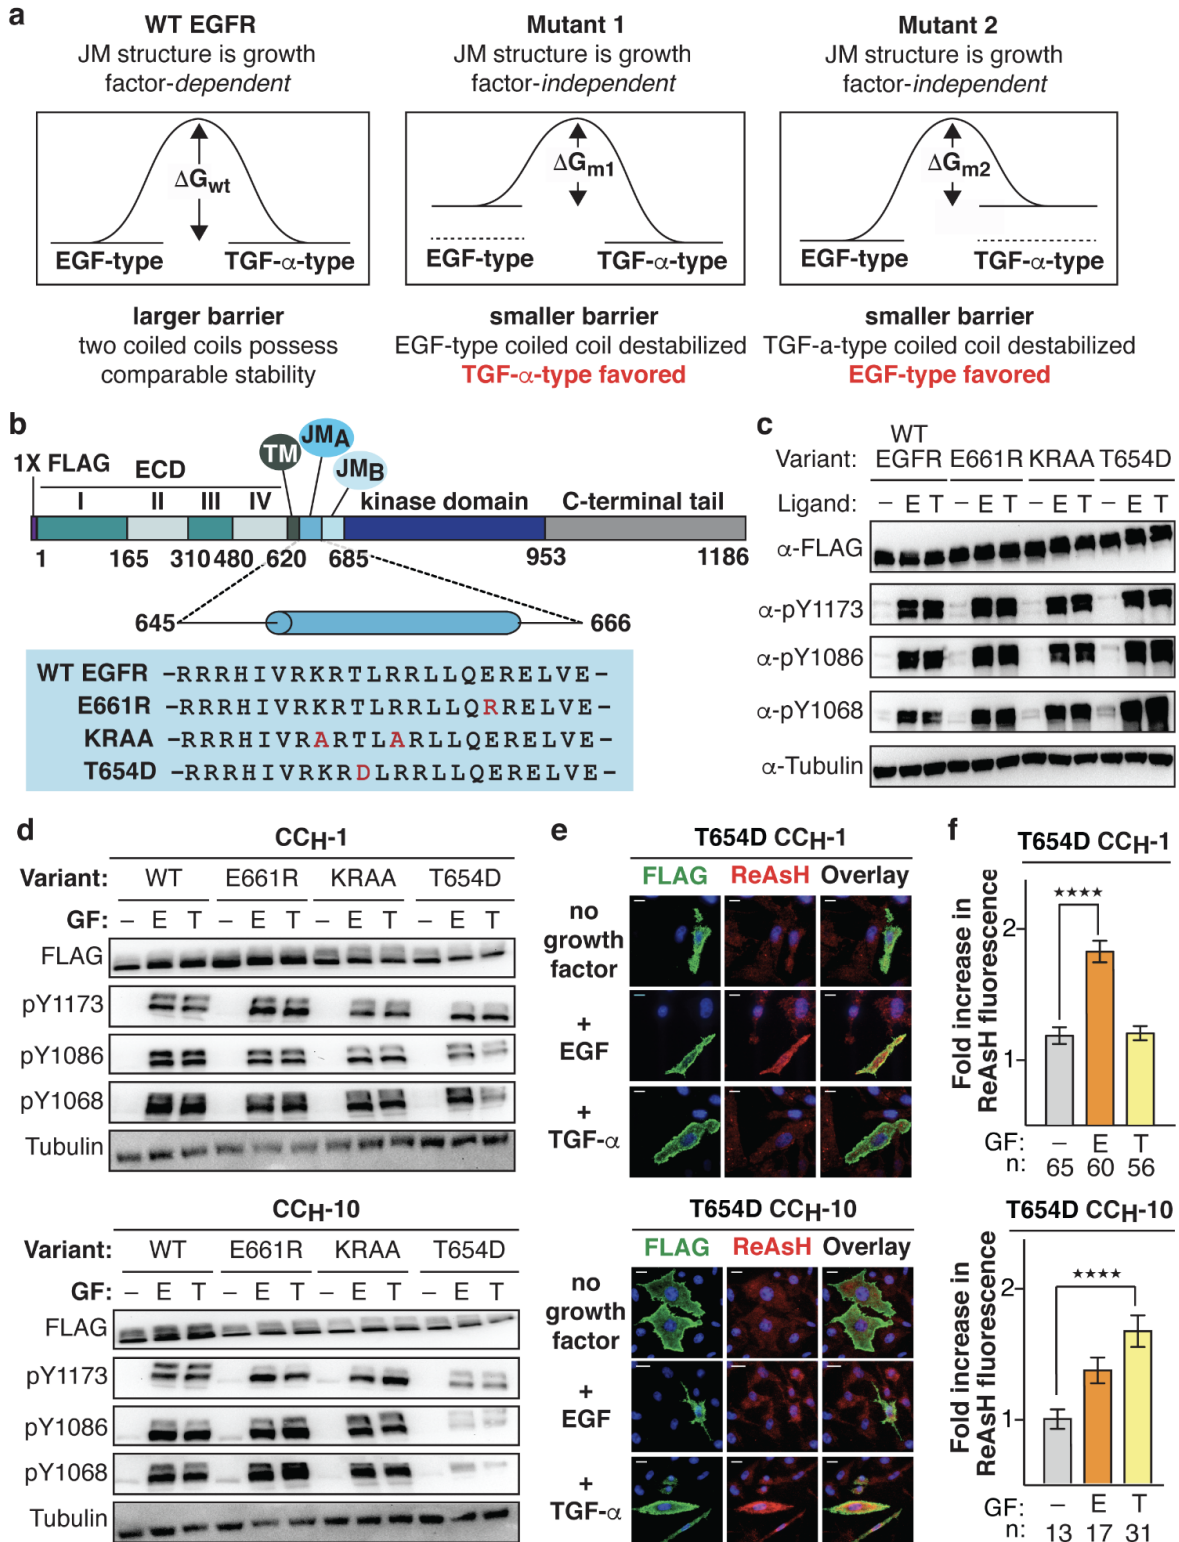 a
WT EGFR
JM structure is growth
factor-dependent
ΔGwt
EGF-type
TGF-α-type
larger barrier
two coiled coils possess
comparable stability
Mutant 1
JM structure is growth
factor-independent
ΔGm1
EGF-type
TGF-α-type
smaller barrier
EGF-type coiled coil destabilized
TGF-α-type favored
Mutant 2
JM structure is growth
factor-independent
ΔGm2
EGF-type
TGF-α-type
smaller barrier
TGF-a-type coiled coil destabilized
EGF-type favored
b
1X FLAG
ECD
TM
JMA
JMB
I II III IV kinase domain C-terminal tail
1 165 310 480 620 685 953 1186
645 666
WT EGFR –RRRHIVRKRTLRRLLQERELVE–
E661R –RRRHIVRKRTLRRLLQRRELVE–
KRAA –RRRHIVRARTLARLLQERELVE–
T654D –RRRHIVRKRDLRRLLQERELVE–
c
WT
Variant: EGFR E661R KRAA T654D
Ligand: – E T – E T – E T – E T
α-FLAG
α-pY1173
α-pY1086
α-pY1068
α-Tubulin
d
CCH-1
Variant: WT E661R KRAA T654D
GF: – E T – E T – E T – E T
FLAG
pY1173
pY1086
pY1068
Tubulin
CCH-10
Variant: WT E661R KRAA T654D
GF: – E T – E T – E T – E T
FLAG
pY1173
pY1086
pY1068
Tubulin
e
T654D CCH-1
FLAG ReAsH Overlay
no
growth
factor
+
EGF
+
TGF-α
T654D CCH-10
FLAG ReAsH Overlay
no
growth
factor
+
EGF
+
TGF-α
f
T654D CCH-1
Fold increase in
ReAsH fluorescence
2
1
★★★★
GF: – E T
n: 65 60 56
T654D CCH-10
Fold increase in
ReAsH fluorescence
2
1
★★★★
GF: – E T
n: 13 17 31